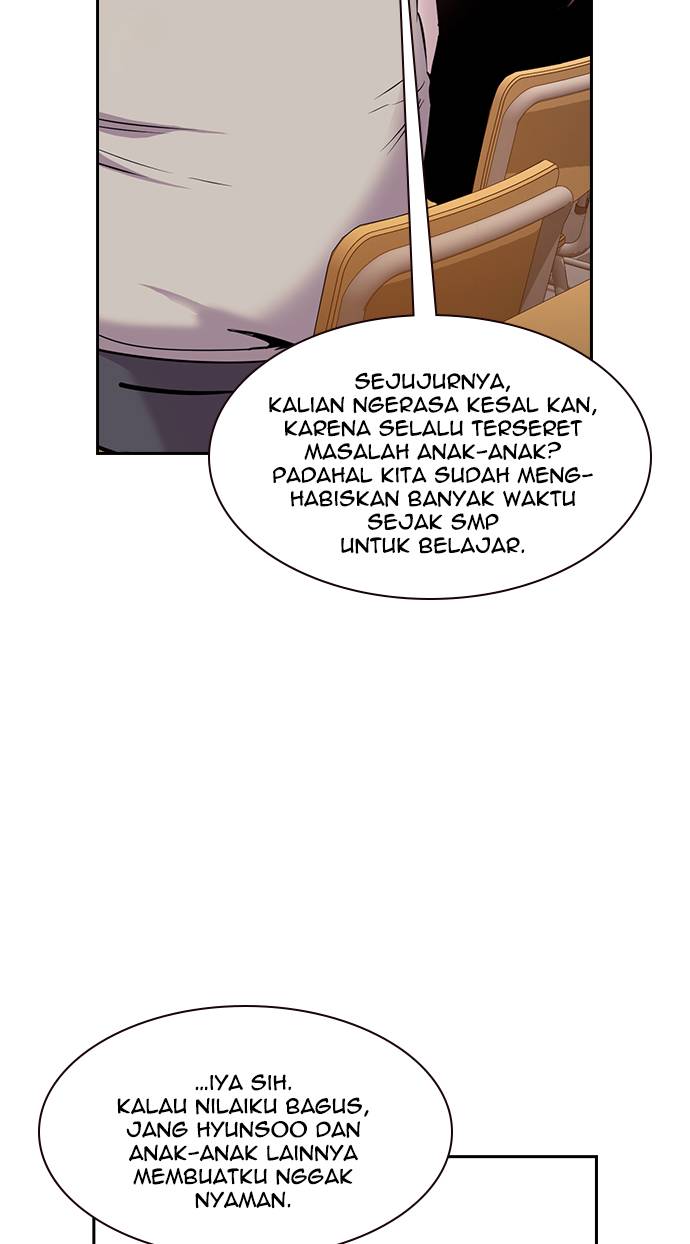 SEJUJURNYA,
KALIAN NGERASA KESAL KAN,
KARENA SELALU TERSERET
MASALAH ANAK-ANAK?
PADAHAL KITA SUDAH MENG-
HABISKAN BANYAK WAKTU
SEJAK SMP
UNTUK BELAJAR.
...IYA SIH.
KALAU NILAIKU BAGUS,
JANG HYUNSOO DAN
ANAK-ANAK LAINNYA
MEMBUATKU NGGAK
NYAMAN.